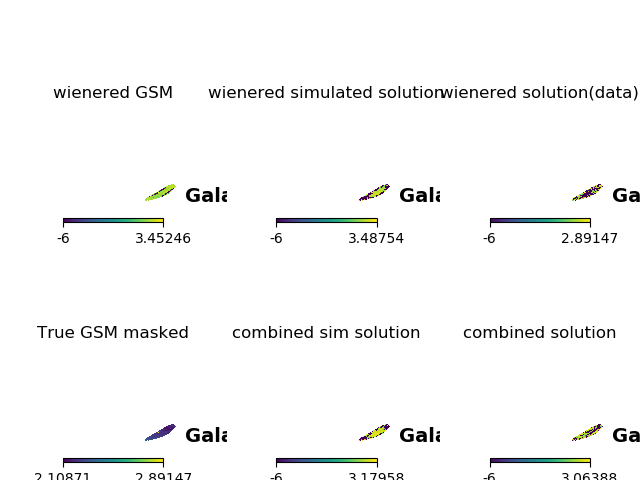 wienered GSM
wienered simulated solution
wienered solution(data)
Gala
Gala
Ga
-6 3.45246
-6 3.48754
-6 2.89147
True GSM masked
combined sim solution
combined solution
Gala
Gala
Ga
2.10871 2.89147
-6 3.17958
-6 3.06388